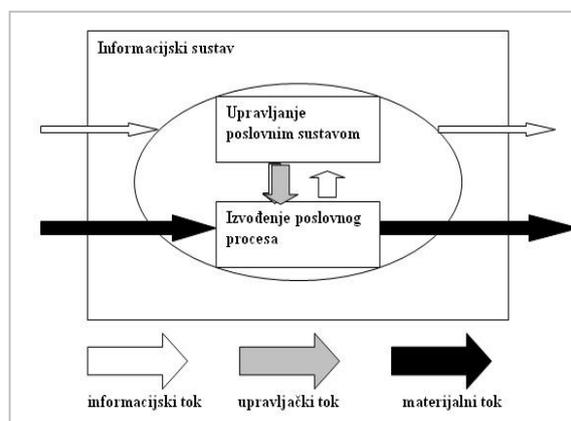 Informacijski sustav
Upravljanje
poslovnim sustavom
Izvođenje poslovnog
procesa
informacijski tok
upravljački tok
materijalni tok